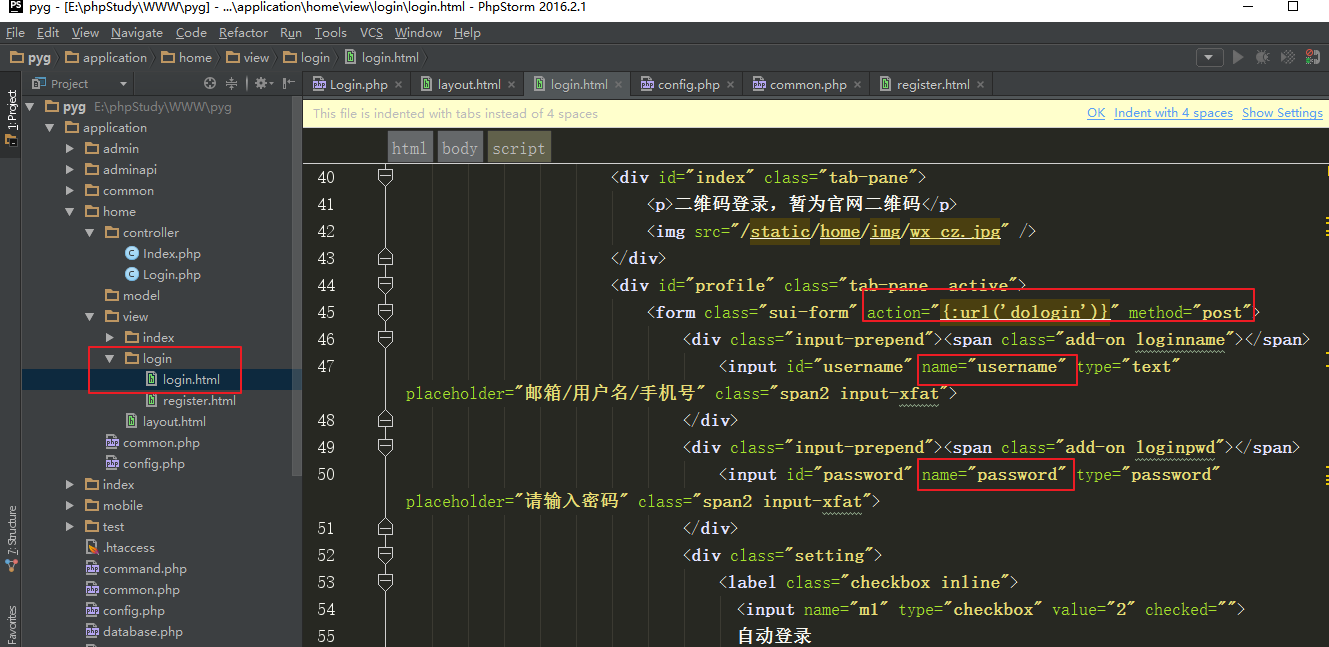 pyg - [E:\phpStudy\WWW\pyg] - ...\application\home\view\login\login.html - PhpStorm 2016.2.1
File Edit View Navigate Code Refactor Run Tools VCS Window Help
pyg application home view login login.html
Project
Login.php × layout.html × login.html × config.php × common.php × register.html ×
1: Project
7: Structure
Favorites
pyg E:\phpStudy\WWW\pyg
application
admin
adminapi
common
home
controller
Index.php
Login.php
model
view
index
login
login.html
register.html
layout.html
common.php
config.php
index
mobile
test
.htaccess
command.php
common.php
config.php
database.php
This file is indented with tabs instead of 4 spaces OK Indent with 4 spaces Show Settings
html body script
40 <div id="index" class="tab-pane">
41 <p>二维码登录，暂为官网二维码</p>
42 <img src="/static/home/img/wx_cz.jpg" />
43 </div>
44 <div id="profile" class="tab-pane  active">
45 <form class="sui-form" action="{:url('dologin')}" method="post">
46 <div class="input-prepend"><span class="add-on loginname"></span>
47 <input id="username" name="username" type="text"
placeholder="邮箱/用户名/手机号" class="span2 input-xfat">
48 </div>
49 <div class="input-prepend"><span class="add-on loginpwd"></span>
50 <input id="password" name="password" type="password"
placeholder="请输入密码" class="span2 input-xfat">
51 </div>
52 <div class="setting">
53 <label class="checkbox inline">
54 <input name="m1" type="checkbox" value="2" checked="">
55 自动登录